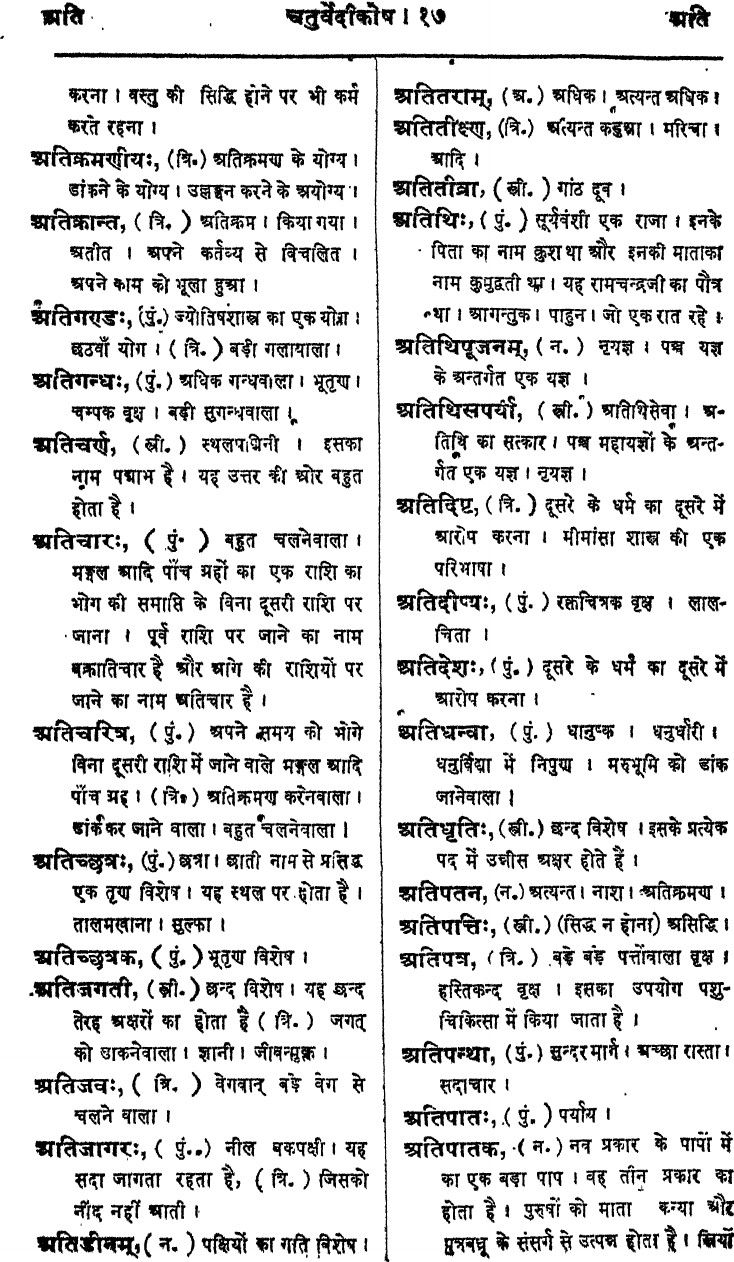 अति
चतुर्वेदीकोष। १७
अति
करना । वस्तु की सिद्धि होने पर भी कर्म
करते रहना ।
अतिक्रमणीयः, (त्रि.) अतिक्रमण के योग्य ।
डांकने के योग्य । उल्लङ्घन करने के अयोग्य ।
अतिक्रान्त, (त्रि. ) अतिक्रम । किया गया ।
अतीत । अपने कर्तव्य से विचलित ।
अपने काम को भूला हुआ ।
अतिगण्डः, (पुं.) ज्योतिषशास्त्र का एक योग ।
छठवाँ योग । ( त्रि. ) बड़ी गलावाला ।
अतिगन्धः, (पुं.) अधिक गन्धवाला । भूतृण ।
चम्पक वृक्ष । बड़ी सुगन्धवाला ।
अतिचर्ण, (स्त्री. ) स्थलपद्मिनी । इसका
नाम पद्माभ है । यह उत्तर की ओर बहुत
होता है ।
अतिचारः, ( पुं. ) बहुत चलनेवाला ।
मङ्गल आदि पाँच ग्रहों का एक राशि का
भोग की समाप्ति के विना दूसरी राशि पर
जाना । पूर्व राशि पर जाने का नाम
वक्रातिचार है और आगे की राशियों पर
जाने का नाम अतिचार है ।
अतिचरित्र, (पुं.) अपने समय को भोगे
विना दूसरी राशि में जाने वाले मङ्गल आदि
पाँच ग्रह । (त्रि.) अतिक्रमण करेनवाला ।
डांककर जाने वाला । बहुत चलनेवाला ।
अतिच्छत्रः, (पुं.) छत्रा । छाती नाम से प्रसिद्ध
एक तृण विशेष । यह स्थल पर होता है ।
तालमखाना । सुल्फा ।
अतिच्छत्रक, ( पुं. ) भूतृण विशेष ।
अतिजगती, (स्त्री.) छन्द विशेष । यह छन्द
तेरह अक्षरों का होता है ( त्रि. ) जगत्
को डाकनेवाला । ज्ञानी । जीवन्मुक्त ।
अतिजवः, ( त्रि. ) वेगवान् बड़े वेग से
चलने वाला ।
अतिजागरः, ( पुं..) नील बकपक्षी । यह
सदा जागता रहता है, ( त्रि. ) जिसको
नींद नहीं आती ।
अतिडीनम्, ( न. ) पक्षियों का गति विशेष ।
अतितराम्, (अ.) अधिक । अत्यन्त अधिक ।
अतितीक्ष्ण, (त्रि.) अत्यन्त कडुआ । मरिचा ।
आदि ।
अतितीव्रा, ( स्त्री. ) गांठ दूब ।
अतिथिः, ( पुं. ) सूर्यवंशी एक राजा । इनके
पिता का नाम कुश था और इनकी माताका
नाम कुमुद्वती था । यह रामचन्द्रजी का पौत्र
था । आगन्तुक । पाहुन । जो एक रात रहे ।
अतिथिपूजनम्, ( न. ) नृयज्ञ । पञ्च यज्ञ
के अन्तर्गत एक यज्ञ ।
अतिथिसपर्या, ( स्त्री. ) अतिथिसेवा । अ-
तिथि का सत्कार । पञ्च महायज्ञों के अन्त-
र्गत एक यज्ञ । नृयज्ञ ।
अतिदिष्ट, ( त्रि. ) दूसरे के धर्म का दूसरे में
आरोप करना । मीमांसा शास्त्र की एक
परिभाषा ।
अतिदीप्यः, (पुं.) रक्तचित्रक वृक्ष । लाल-
चिता ।
अतिदेशः, (पुं.) दूसरे के धर्म का दूसरे में
आरोप करना ।
अतिधन्वा, (पुं.) धानुष्क । धनुर्धारी ।
धनुर्विद्या में निपुण । मरुभूमि को डांक
जानेवाला ।
अतिधृतिः, (स्त्री.) छन्द विशेष । इसके प्रत्येक
पद में उन्नीस अक्षर होते हैं ।
अतिपतन, (न.) अत्यन्त। नाश। अतिक्रमण ।
अतिपात्तिः, (स्त्री.) (सिद्ध न होना) असिद्धि ।
अतिपत्र, (त्रि. ) बड़े बड़े पत्तोंवाला वृक्ष ।
हस्तिकन्द वृक्ष । इसका उपयोग पशु-
चिकित्सा में किया जाता है ।
अतिपन्था, (पुं.) सुन्दर मार्ग । अच्छा रास्ता ।
सदाचार ।
अतिपातः, ( पुं. ) पर्याय ।
अतिपातक, ( न. ) नव प्रकार के पापों में
का एक बड़ा पाप । वह तीन प्रकार का
होता है । पुरुषों को माता कन्या और
पुत्रबधू के संसर्ग से उत्पन्न होता है । स्त्रियों